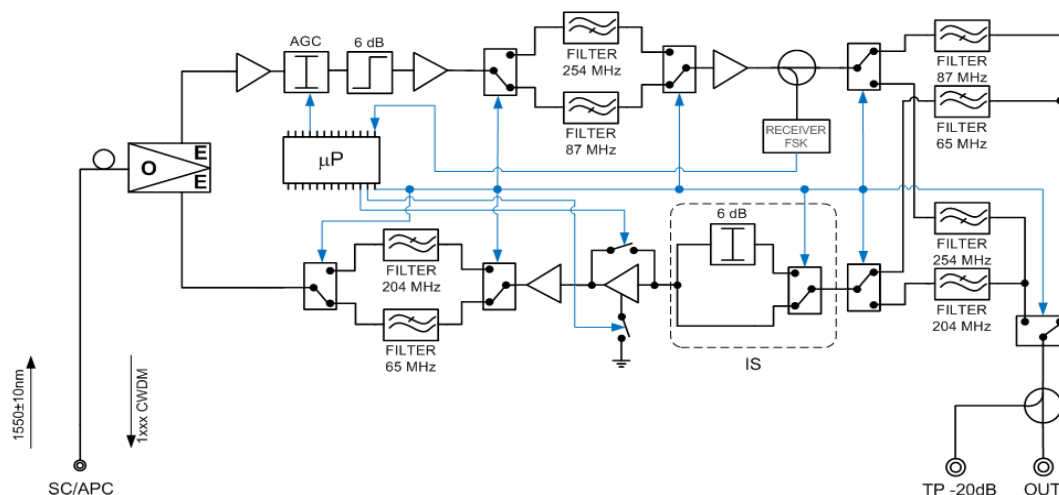 AGC
6 dB
FILTER
254 MHz
FILTER
87 MHz
FILTER
87 MHz
FILTER
65 MHz
RECEIVER
FSK
µP
O
E
E
6 dB
IS
FILTER
204 MHz
FILTER
65 MHz
FILTER
254 MHz
FILTER
204 MHz
1550±10nm
1xxx CWDM
SC/APC
TP -20dB
OUT